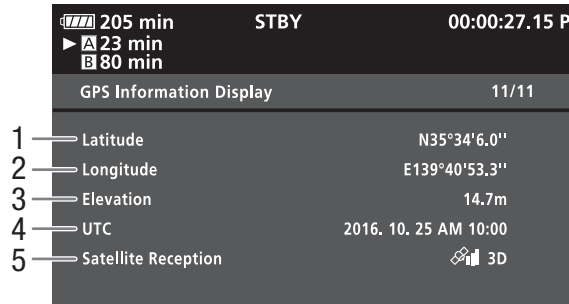 205 min STBY 00:00:27.15 P
A 23 min
B 80 min
GPS Information Display 11/11
1 Latitude N35°34'6.0''
2 Longitude E139°40'53.3''
3 Elevation 14.7m
4 UTC 2016. 10. 25 AM 10:00
5 Satellite Reception 3D